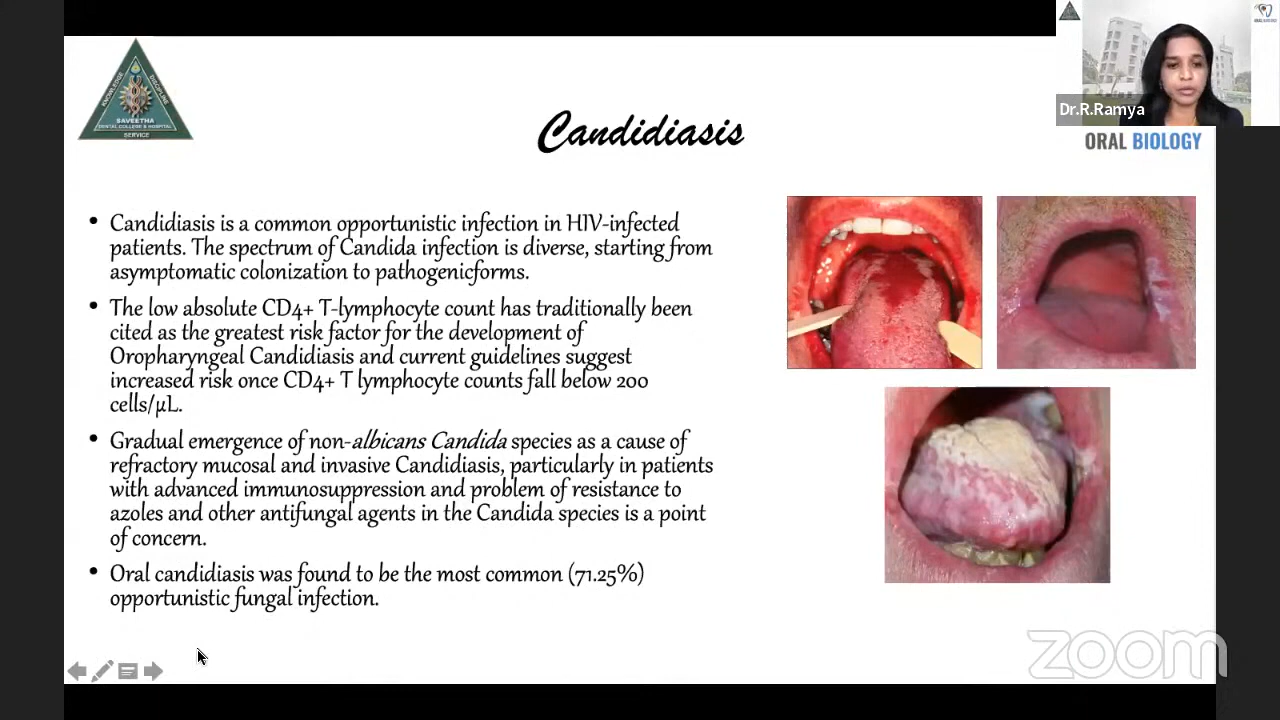 KNOWLEDGE
DISCIPLINE
SAVEETHA
DENTAL COLLEGE & HOSPITAL
SERVICE
Dr.R.Ramya
ORAL BIOLOGY
Candidiasis
• Candidiasis is a common opportunistic infection in HIV-infected
patients. The spectrum of Candida infection is diverse, starting from
asymptomatic colonization to pathogenicforms.
• The low absolute CD4+ T-lymphocyte count has traditionally been
cited as the greatest risk factor for the development of
Oropharyngeal Candidiasis and current guidelines suggest
increased risk once CD4+ T lymphocyte counts fall below 200
cells/µL.
• Gradual emergence of non-albicans Candida species as a cause of
refractory mucosal and invasive Candidiasis, particularly in patients
with advanced immunosuppression and problem of resistance to
azoles and other antifungal agents in the Candida species is a point
of concern.
• Oral candidiasis was found to be the most common (71.25%)
opportunistic fungal infection.
zoom